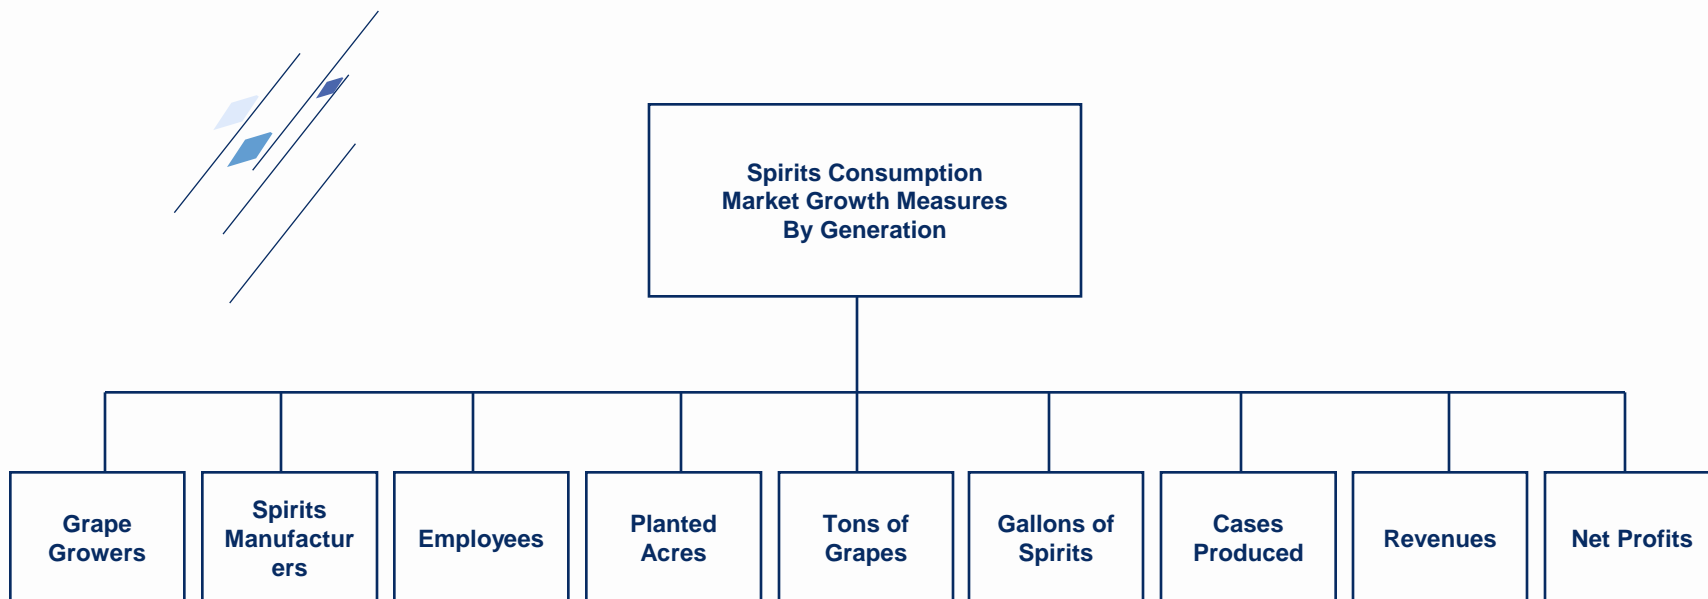 Spirits Consumption
Market Growth Measures
By Generation
Grape
Growers
Spirits
Manufactur
ers
Employees
Planted
Acres
Tons of
Grapes
Gallons of
Spirits
Cases
Produced
Revenues
Net Profits